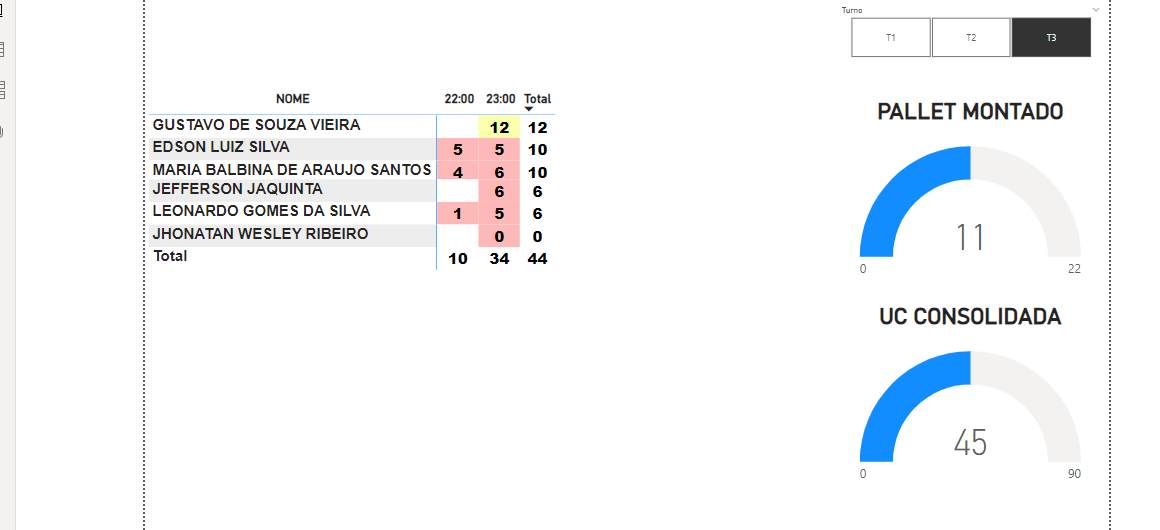 Turno
T1 T2 T3
NOME 22:00 23:00 Total
GUSTAVO DE SOUZA VIEIRA 12 12
EDSON LUIZ SILVA 5 5 10
MARIA BALBINA DE ARAUJO SANTOS 4 6 10
JEFFERSON JAQUINTA 6 6
LEONARDO GOMES DA SILVA 1 5 6
JHONATAN WESLEY RIBEIRO 0 0
Total 10 34 44
PALLET MONTADO
11
0 22
UC CONSOLIDADA
45
0 90